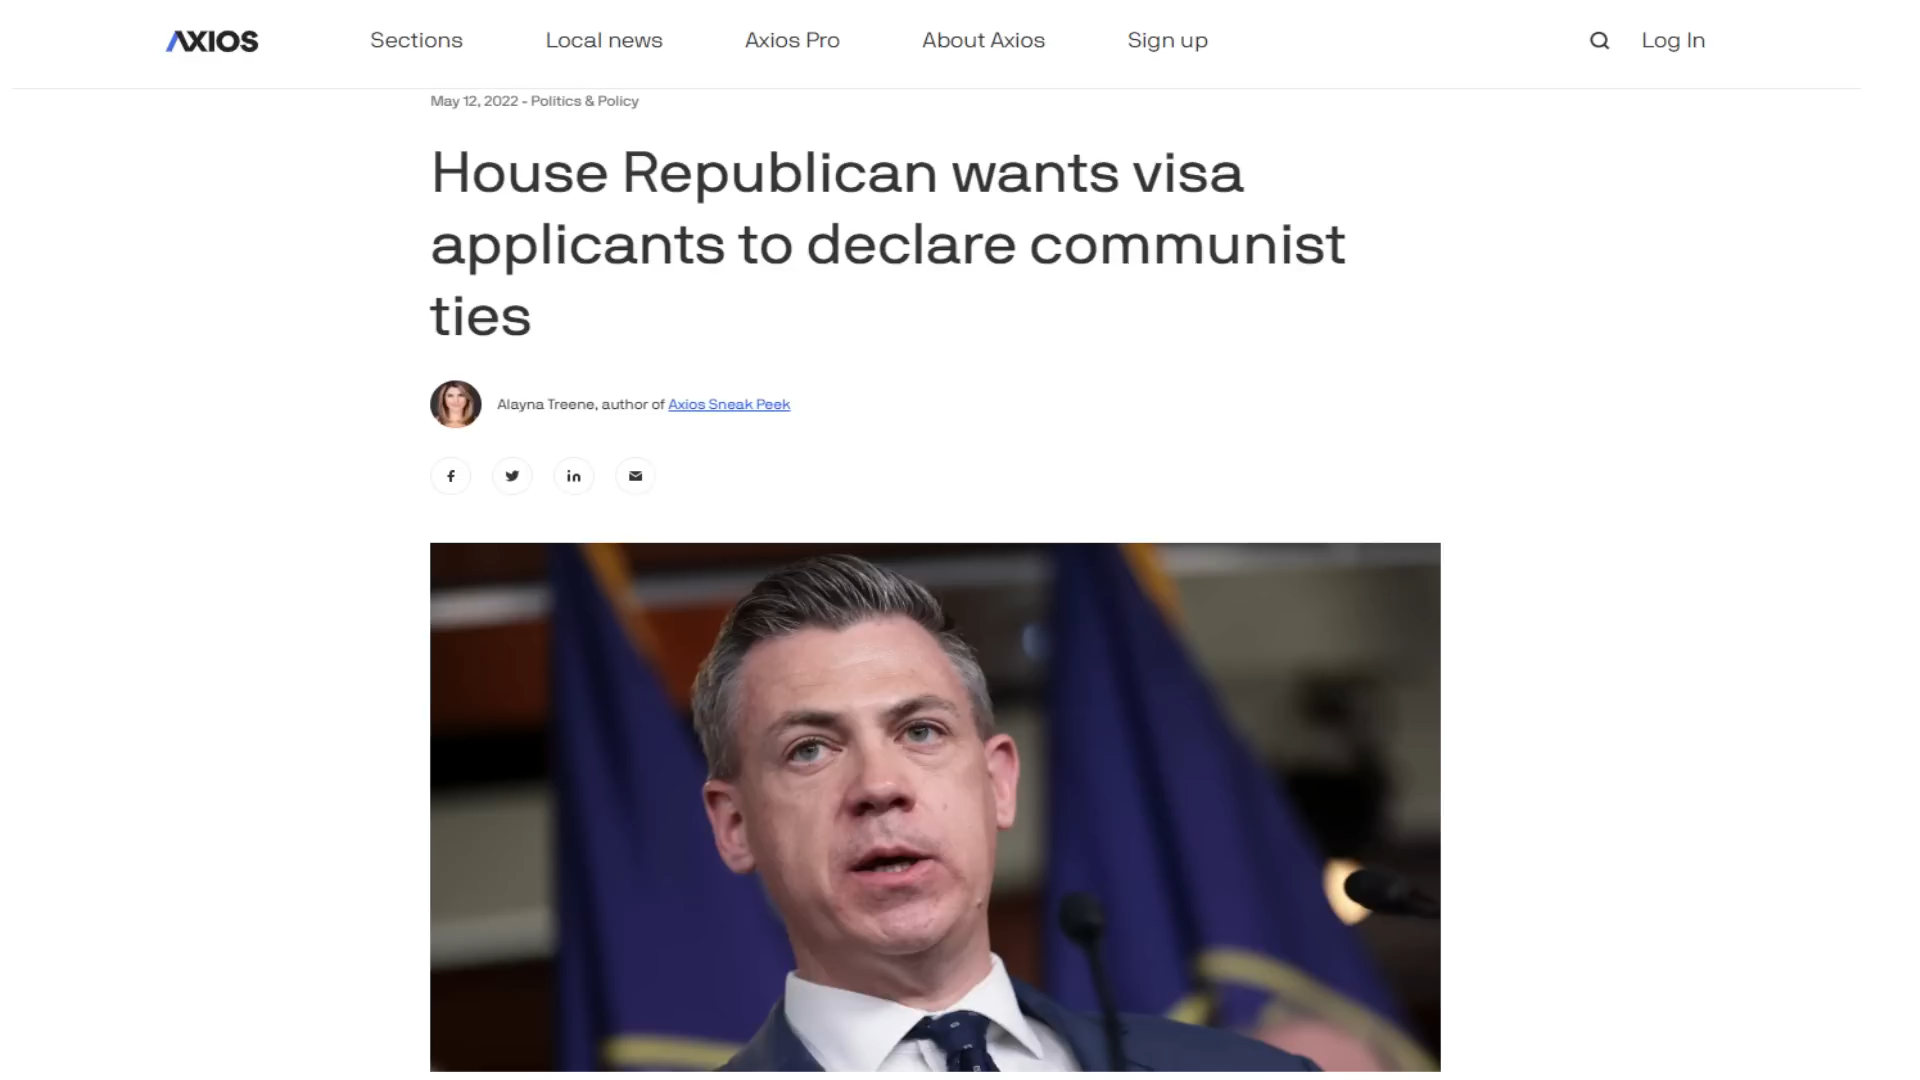 AXIOS
Sections
Local news
Axios Pro
About Axios
Sign up
Log In
May 12, 2022 - Politics & Policy
House Republican wants visa
applicants to declare communist
ties
Alayna Treene, author of Axios Sneak Peek